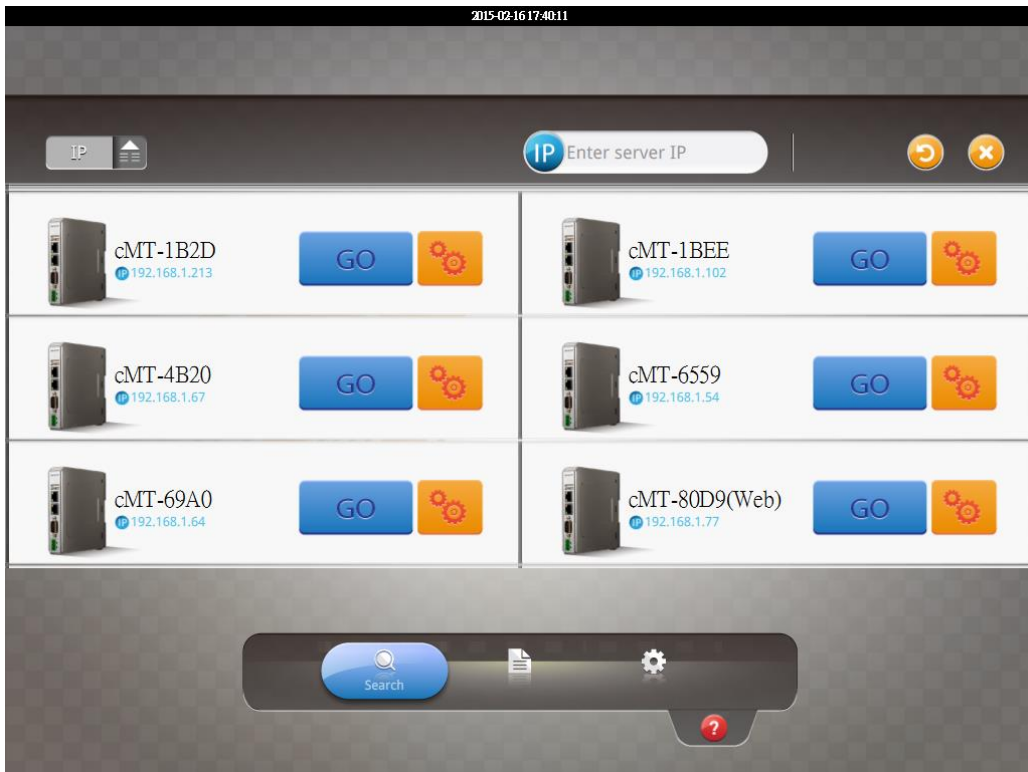 2015-02-16 17:40:11
IP
IP Enter server IP
cMT-1B2D
IP 192.168.1.213
GO
cMT-1BEE
IP 192.168.1.102
GO
cMT-4B20
IP 192.168.1.67
GO
cMT-6559
IP 192.168.1.54
GO
cMT-69A0
IP 192.168.1.64
GO
cMT-80D9(Web)
IP 192.168.1.77
GO
Search
?